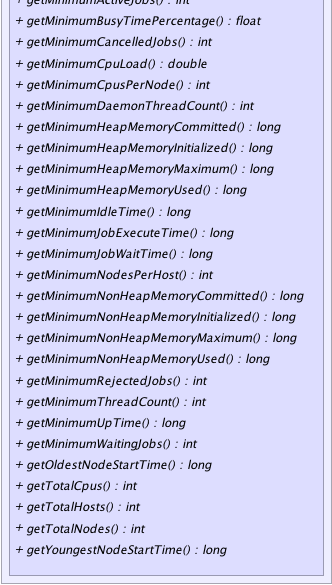 + getMinimumActiveJobs() : int
+ getMinimumBusyTimePercentage() : float
+ getMinimumCancelledJobs() : int
+ getMinimumCpuLoad() : double
+ getMinimumCpusPerNode() : int
+ getMinimumDaemonThreadCount() : int
+ getMinimumHeapMemoryCommitted() : long
+ getMinimumHeapMemoryInitialized() : long
+ getMinimumHeapMemoryMaximum() : long
+ getMinimumHeapMemoryUsed() : long
+ getMinimumIdleTime() : long
+ getMinimumJobExecuteTime() : long
+ getMinimumJobWaitTime() : long
+ getMinimumNodesPerHost() : int
+ getMinimumNonHeapMemoryCommitted() : long
+ getMinimumNonHeapMemoryInitialized() : long
+ getMinimumNonHeapMemoryMaximum() : long
+ getMinimumNonHeapMemoryUsed() : long
+ getMinimumRejectedJobs() : int
+ getMinimumThreadCount() : int
+ getMinimumUpTime() : long
+ getMinimumWaitingJobs() : int
+ getOldestNodeStartTime() : long
+ getTotalCpus() : int
+ getTotalHosts() : int
+ getTotalNodes() : int
+ getYoungestNodeStartTime() : long